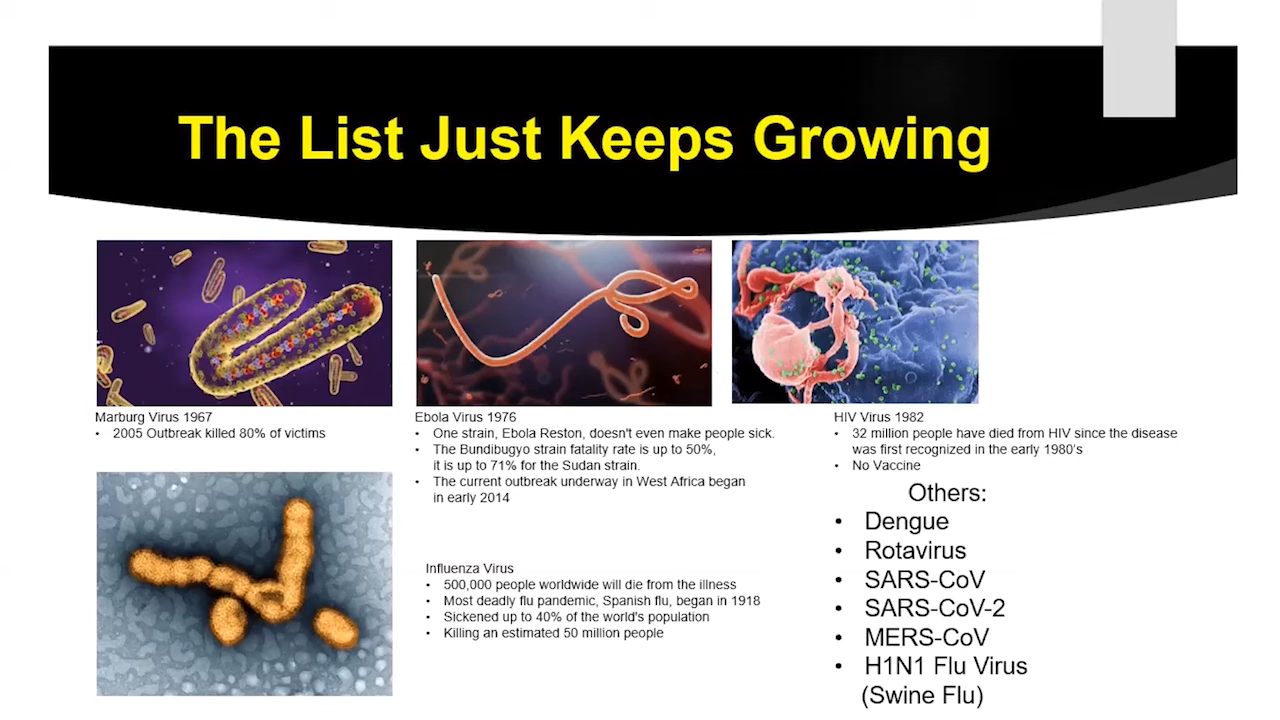 The List Just Keeps Growing
Marburg Virus 1967
• 2005 Outbreak killed 80% of victims
Ebola Virus 1976
• One strain, Ebola Reston, doesn't even make people sick.
• The Bundibugyo strain fatality rate is up to 50%,
it is up to 71% for the Sudan strain.
• The current outbreak underway in West Africa began
in early 2014
HIV Virus 1982
• 32 million people have died from HIV since the disease
was first recognized in the early 1980's
• No Vaccine
Influenza Virus
• 500,000 people worldwide will die from the illness
• Most deadly flu pandemic, Spanish flu, began in 1918
• Sickened up to 40% of the world's population
• Killing an estimated 50 million people
Others:
• Dengue
• Rotavirus
• SARS-CoV
• SARS-CoV-2
• MERS-CoV
• H1N1 Flu Virus
(Swine Flu)